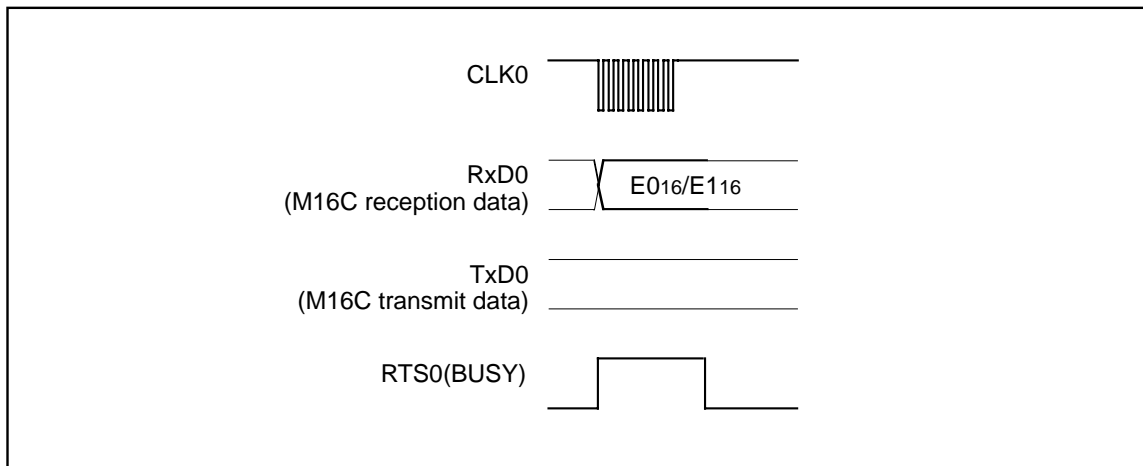 CLK0
RxD0
(M16C reception data)
E016/E116
TxD0
(M16C transmit data)
RTS0(BUSY)